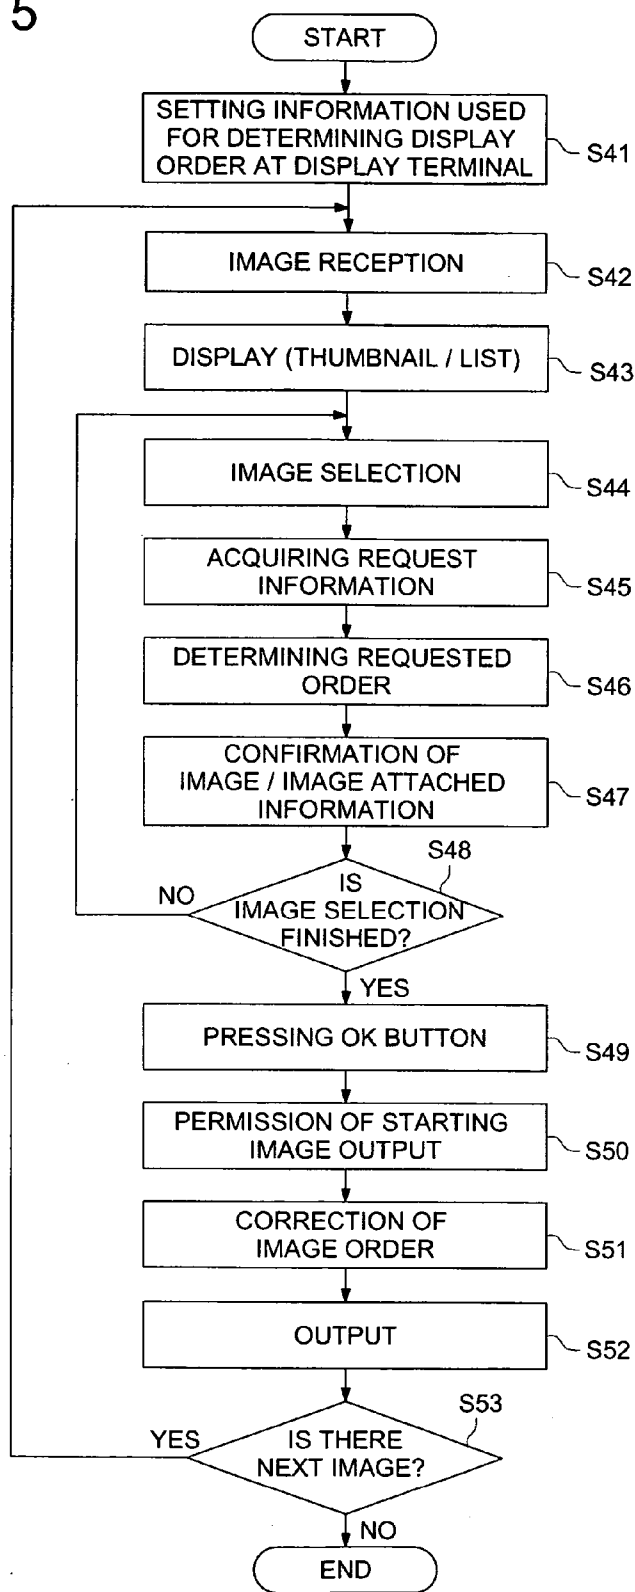 5
START
SETTING INFORMATION USED
FOR DETERMINING DISPLAY
ORDER AT DISPLAY TERMINAL
S41
IMAGE RECEPTION
S42
DISPLAY (THUMBNAIL / LIST)
S43
IMAGE SELECTION
S44
ACQUIRING REQUEST
INFORMATION
S45
DETERMINING REQUESTED
ORDER
S46
CONFIRMATION OF
IMAGE / IMAGE ATTACHED
INFORMATION
S47
S48
NO
IS
IMAGE SELECTION
FINISHED?
YES
PRESSING OK BUTTON
S49
PERMISSION OF STARTING
IMAGE OUTPUT
S50
CORRECTION OF
IMAGE ORDER
S51
OUTPUT
S52
S53
YES
IS THERE
NEXT IMAGE?
NO
END